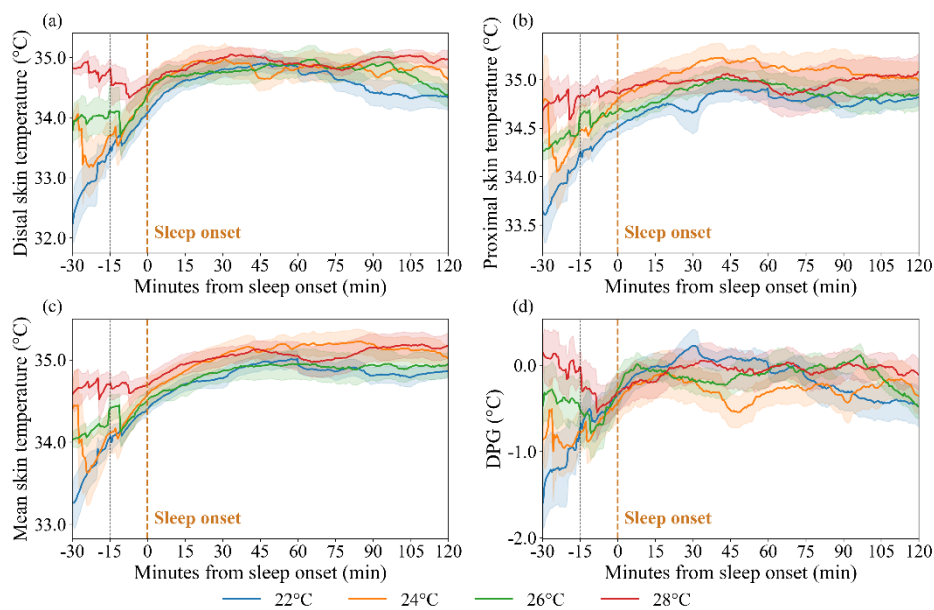 (a)
Distal skin temperature (°C)
35.0
34.0
33.0
32.0
Sleep onset
-30 -15 0 15 30 45 60 75 90 105 120
Minutes from sleep onset (min)
(b)
Proximal skin temperature (°C)
35.0
34.5
34.0
33.5
Sleep onset
-30 -15 0 15 30 45 60 75 90 105 120
Minutes from sleep onset (min)
(c)
Mean skin temperature (°C)
35.0
34.0
33.0
Sleep onset
-30 -15 0 15 30 45 60 75 90 105 120
Minutes from sleep onset (min)
(d)
DPG (°C)
0.0
-1.0
-2.0
Sleep onset
-30 -15 0 15 30 45 60 75 90 105 120
Minutes from sleep onset (min)
22°C 24°C 26°C 28°C